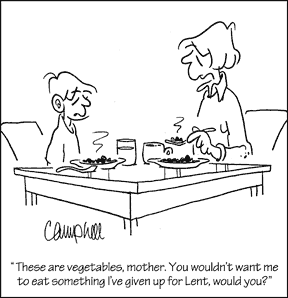 Campbell
"These are vegetables, mother. You wouldn't want me
to eat something I've given up for Lent, would you?"